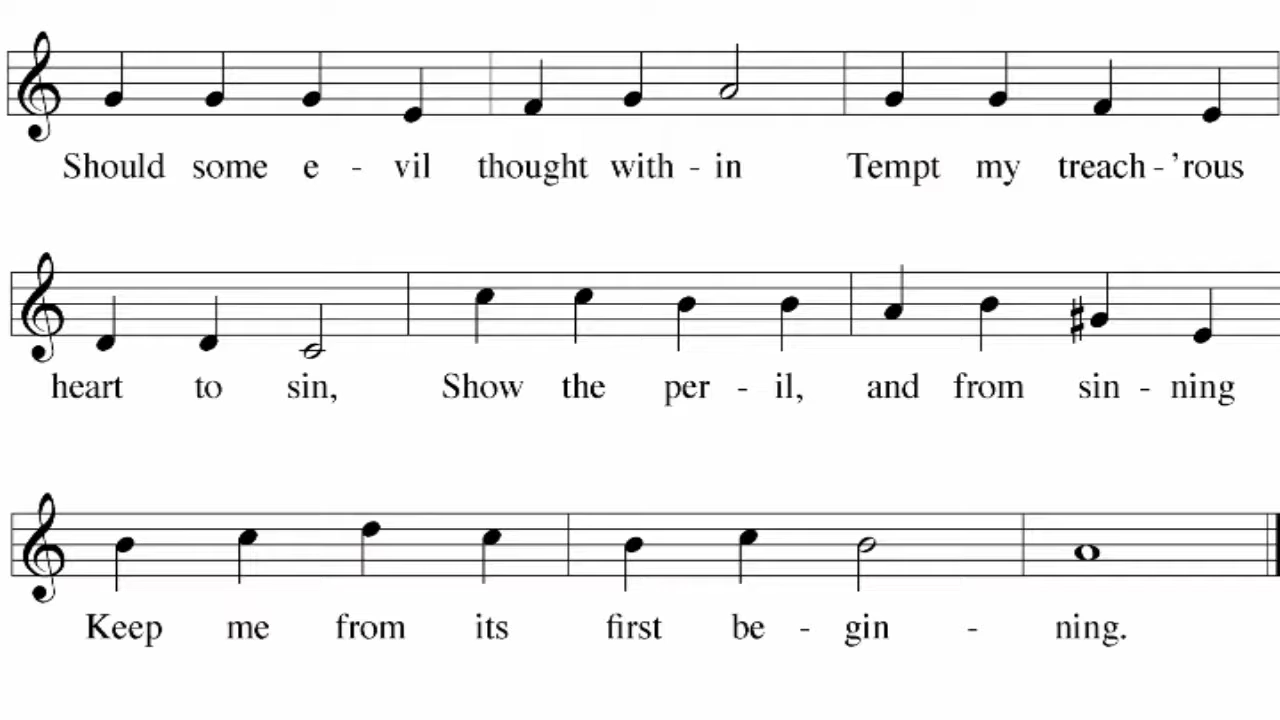 Should some e - vil thought with - in Tempt my treach - 'rous
heart to sin, Show the per - il, and from sin - ning
Keep me from its first be - gin - ning.